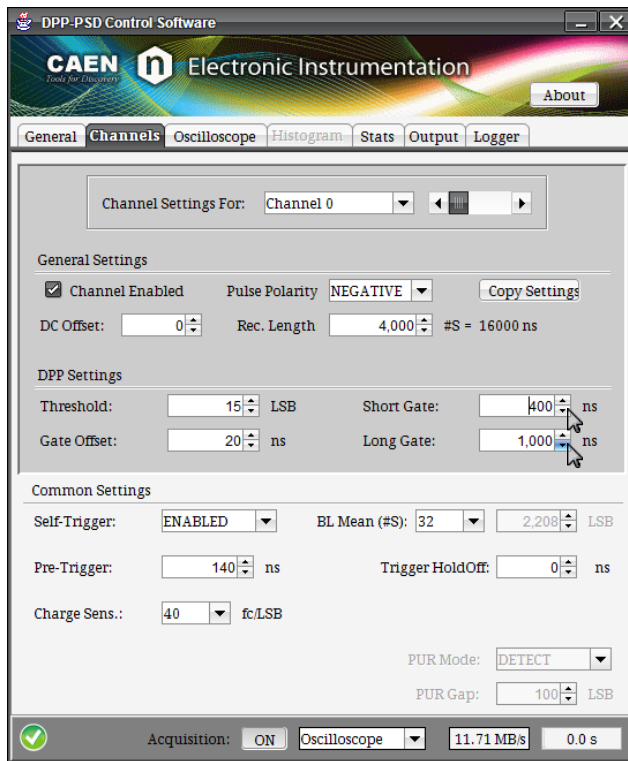 DPP-PSD Control Software
CAEN n Electronic Instrumentation
Tools for Discovery
About
General Channels Oscilloscope Histogram Stats Output Logger
Channel Settings For: Channel 0
General Settings
Channel Enabled Pulse Polarity NEGATIVE Copy Settings
DC Offset: 0 Rec. Length 4,000 #S = 16000 ns
DPP Settings
Threshold: 15 LSB Short Gate: 400 ns
Gate Offset: 20 ns Long Gate: 1,000 ns
Common Settings
Self-Trigger: ENABLED BL Mean (#S): 32 2,208 LSB
Pre-Trigger: 140 ns Trigger HoldOff: 0 ns
Charge Sens.: 40 fc/LSB
PUR Mode: DETECT
PUR Gap: 100 LSB
Acquisition: ON Oscilloscope 11.71 MB/s 0.0 s